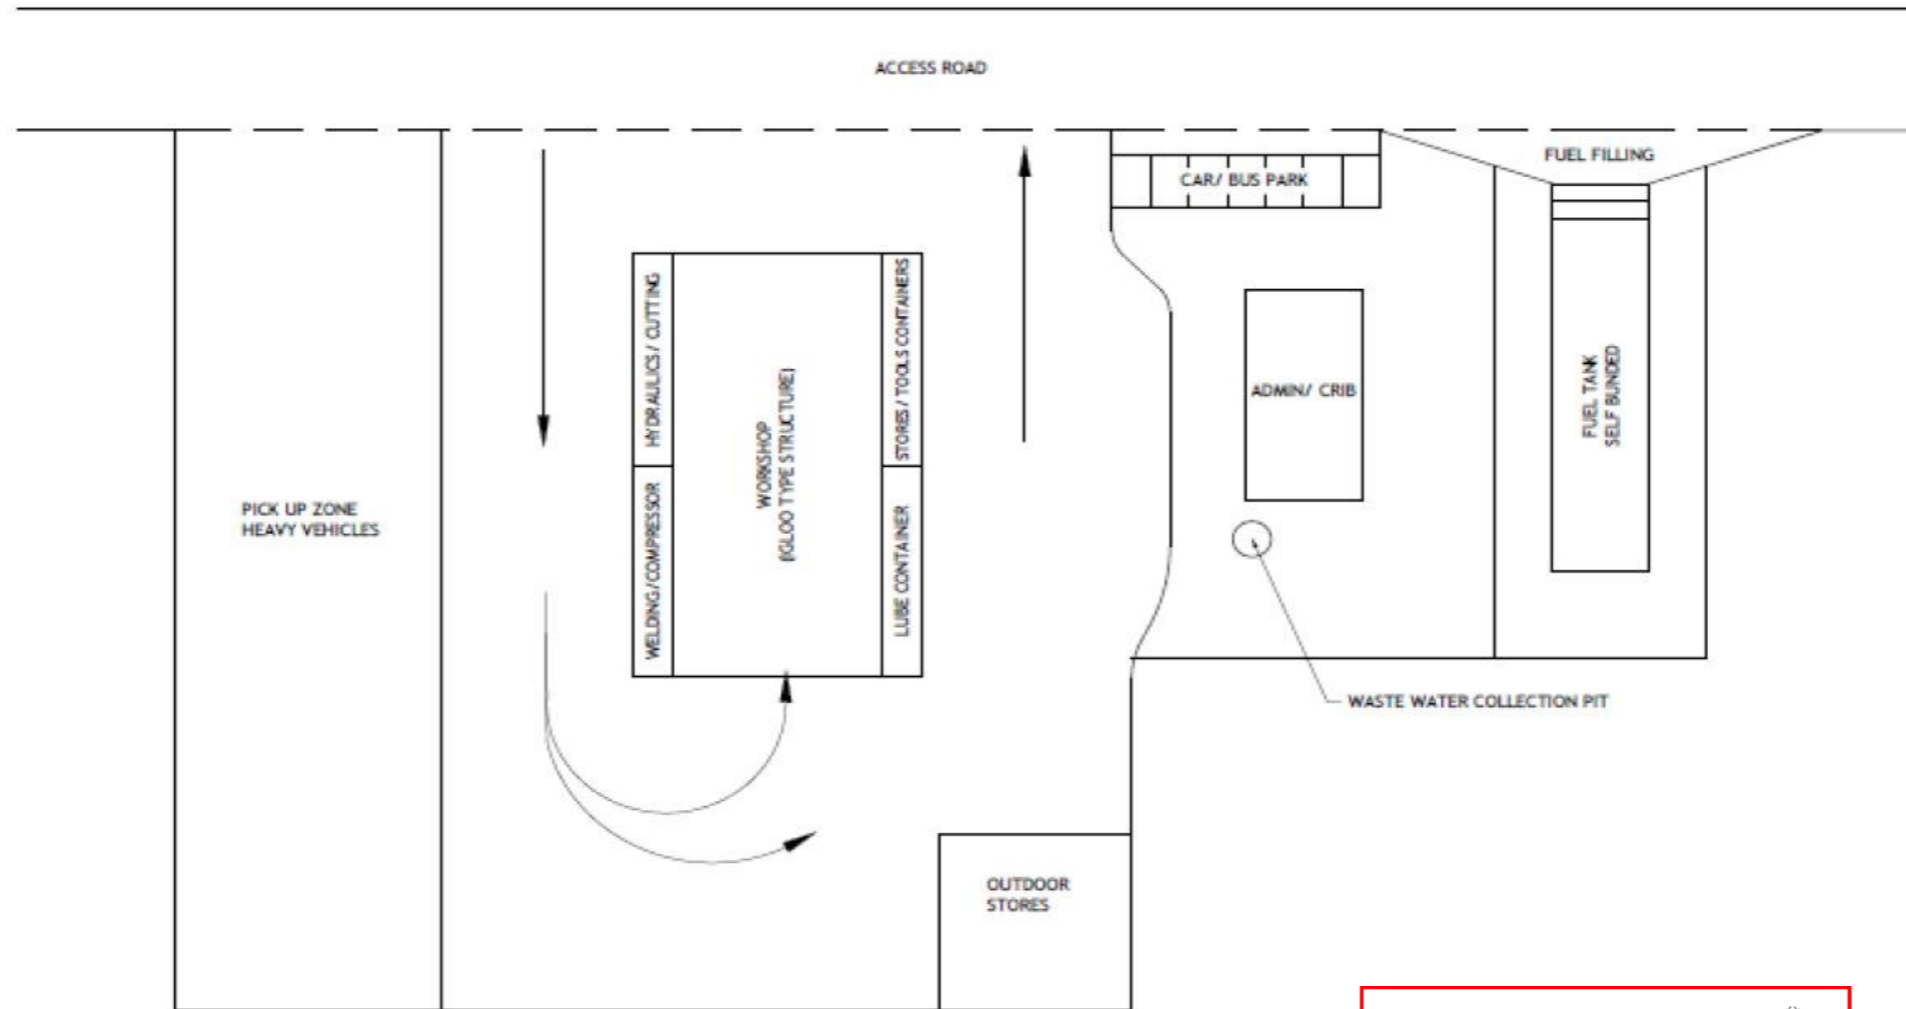 ACCESS ROAD
FUEL FILLING
CAR/ BUS PARK
HYDRAULICS/ CUTTING
STORES/ TOOLS CONTAINERS
WORKSHOP
(IGLOO TYPE STRUCTURE)
ADMIN/ CRIB
FUEL TANK
SELF BUNDED
PICK UP ZONE
HEAVY VEHICLES
WELDING/COMPRESSOR
LUBE CONTAINER
WASTE WATER COLLECTION PIT
OUTDOOR
STORES